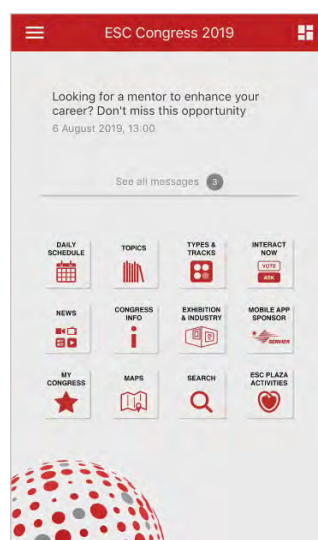 ESC Congress 2019
Looking for a mentor to enhance your
career? Don't miss this opportunity
6 August 2019, 13:00
See all messages 3
DAILY
SCHEDULE
TOPICS
TYPES &
TRACKS
INTERACT
NOW
VOTE
ASK
NEWS
CONGRESS
INFO
EXHIBITION
& INDUSTRY
MOBILE APP
SPONSOR
SERVIER
MY
CONGRESS
MAPS
SEARCH
ESC PLAZA
ACTIVITIES